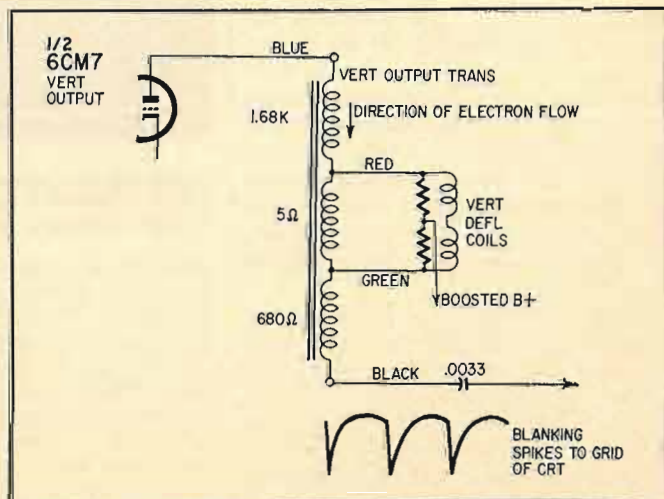 1/2
6CM7
VERT
OUTPUT
BLUE
VERT OUTPUT TRANS
1.68K
DIRECTION OF ELECTRON FLOW
RED
5Ω
VERT
DEFL
COILS
GREEN
BOOSTED B+
680Ω
BLACK
.0033
BLANKING
SPIKES TO GRID
OF CRT